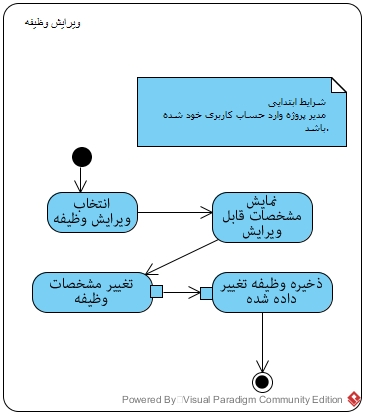 ویرایش وظیفه
شرایط ابتدایی
مدیر پروژه وارد حساب کاربری خود شده
باشد.
انتخاب
ویرایش وظیفه
نمایش
مشخصات قابل
ویرایش
تغییر مشخصات
وظیفه
ذخیره وظیفه تغییر
داده شده
Powered By Visual Paradigm Community Edition